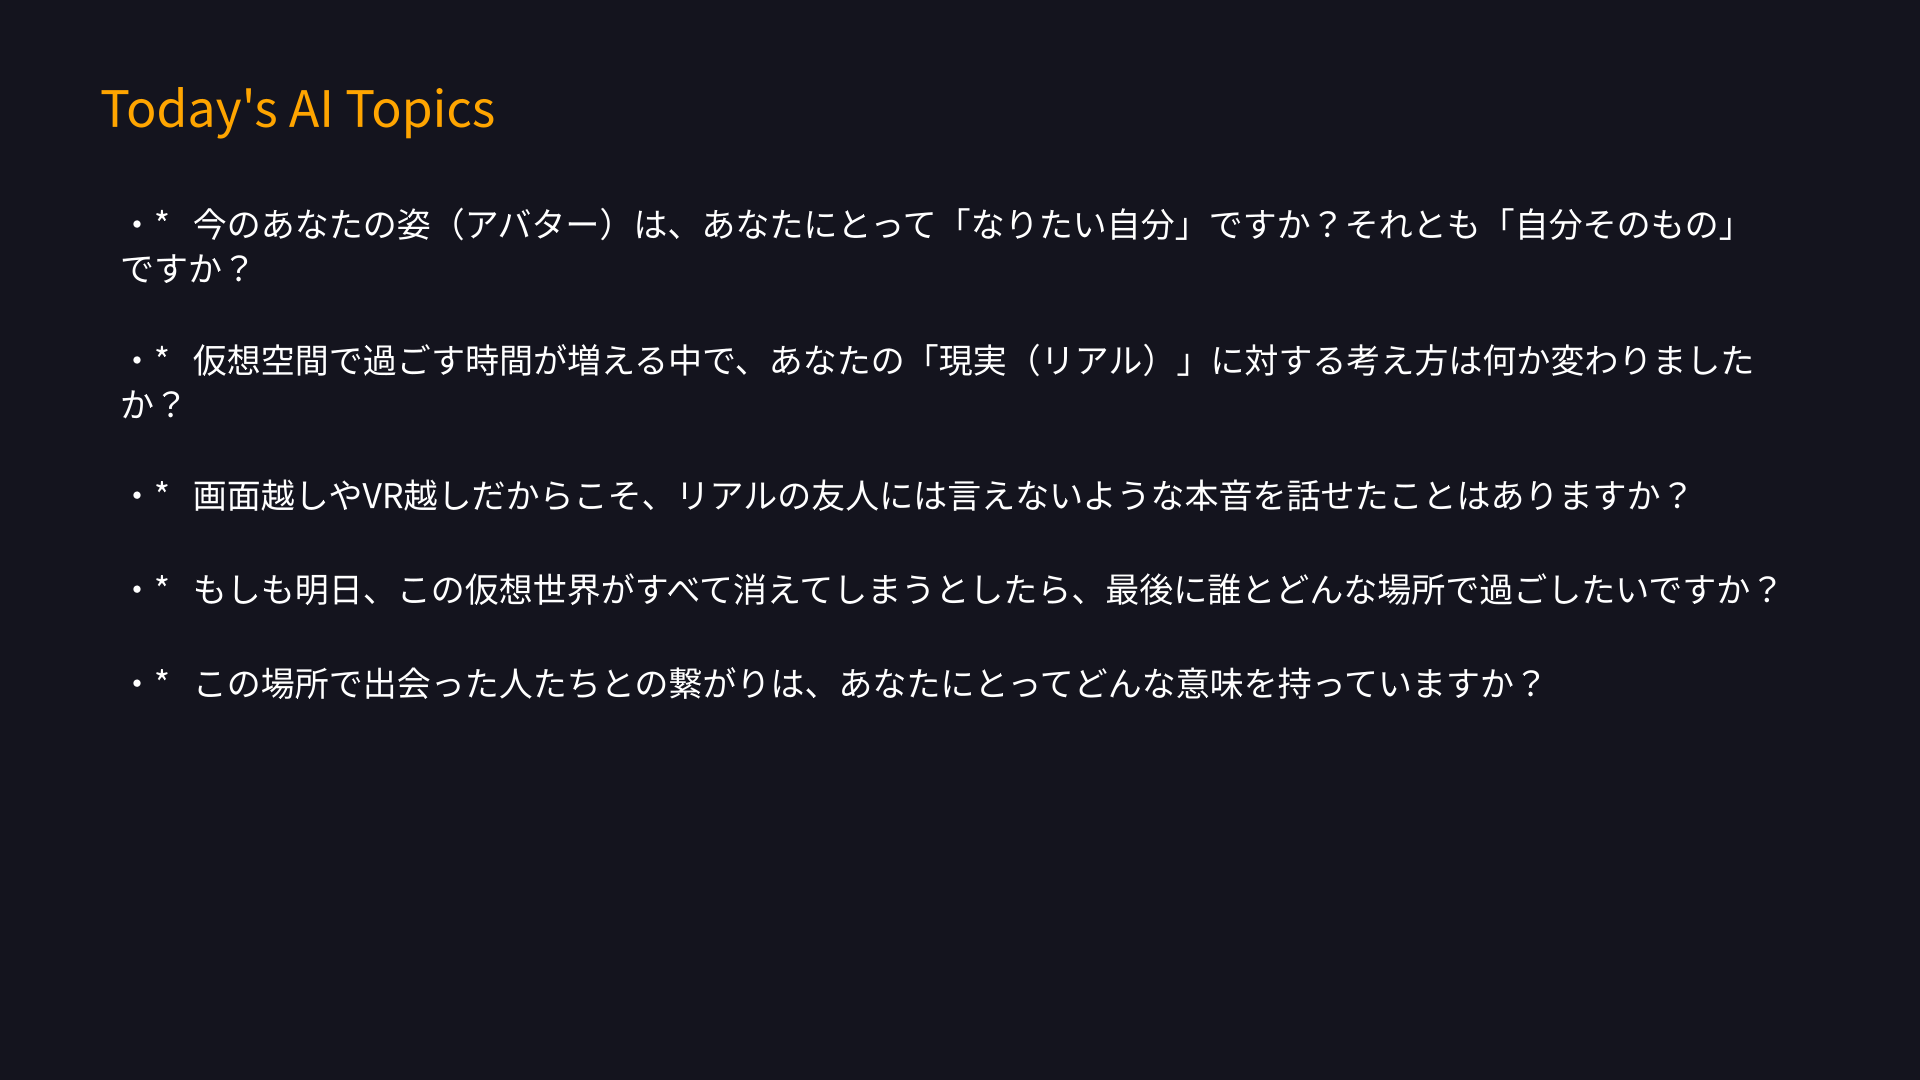 Today's AI Topics
・* 今のあなたの姿（アバター）は、あなたにとって「なりたい自分」ですか？それとも「自分そのもの」
ですか？
・* 仮想空間で過ごす時間が増える中で、あなたの「現実（リアル）」に対する考え方は何か変わりました
か？
・* 画面越しやVR越しだからこそ、リアルの友人には言えないような本音を話せたことはありますか？
・* もしも明日、この仮想世界がすべて消えてしまうとしたら、最後に誰とどんな場所で過ごしたいですか？
・* この場所で出会った人たちとの繋がりは、あなたにとってどんな意味を持っていますか？